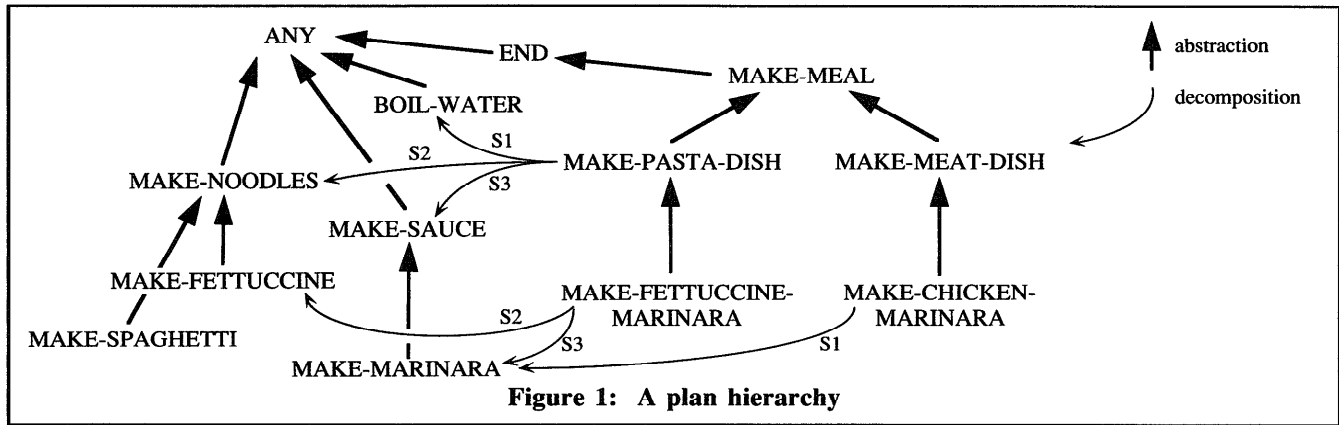 ANY
END
MAKE-MEAL
abstraction
BOIL-WATER
decomposition
S1
S2
MAKE-PASTA-DISH
MAKE-MEAT-DISH
MAKE-NOODLES
S3
MAKE-SAUCE
MAKE-FETTUCCINE
MAKE-FETTUCCINE-
MARINARA
MAKE-CHICKEN-
MARINARA
S2
MAKE-SPAGHETTI
S3
S1
MAKE-MARINARA
Figure 1: A plan hierarchy